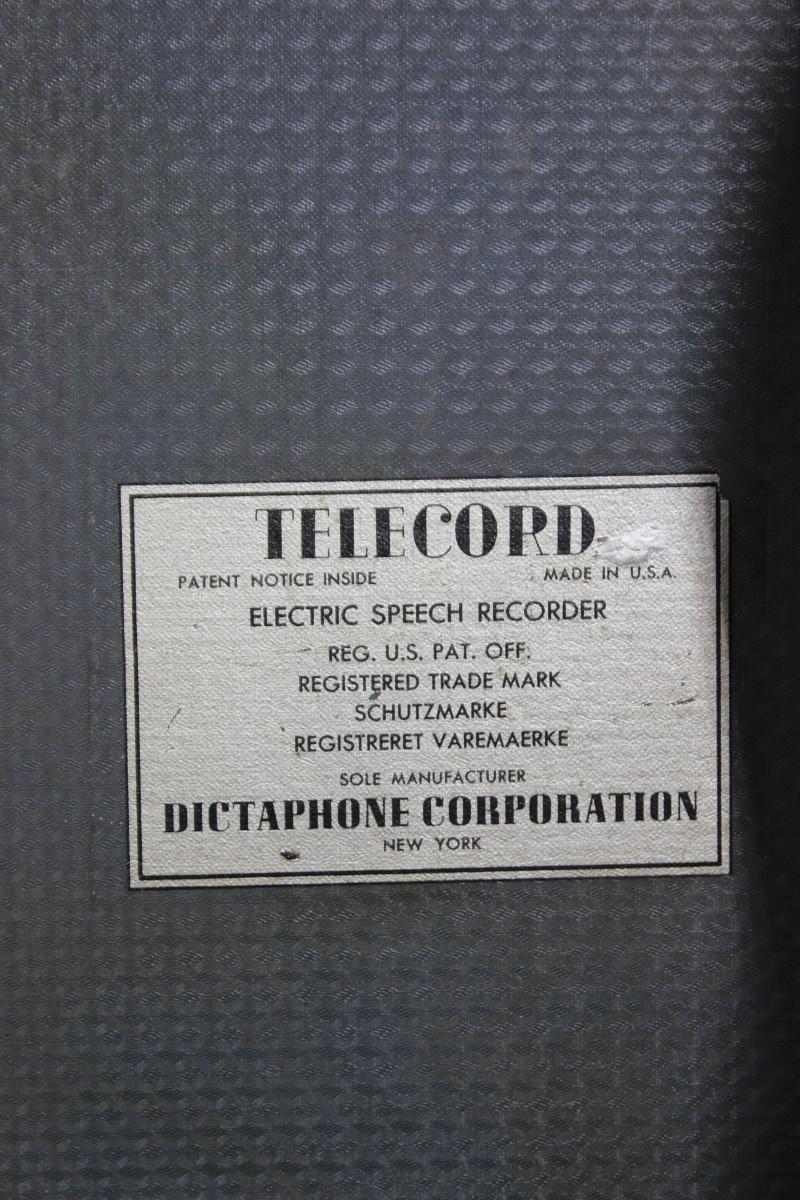 TELECORD
PATENT NOTICE INSIDE MADE IN U.S.A.
ELECTRIC SPEECH RECORDER
REG. U.S. PAT. OFF.
REGISTERED TRADE MARK
SCHUTZMARKE
REGISTRERET VAREMAERKE
SOLE MANUFACTURER
DICTAPHONE CORPORATION
NEW YORK